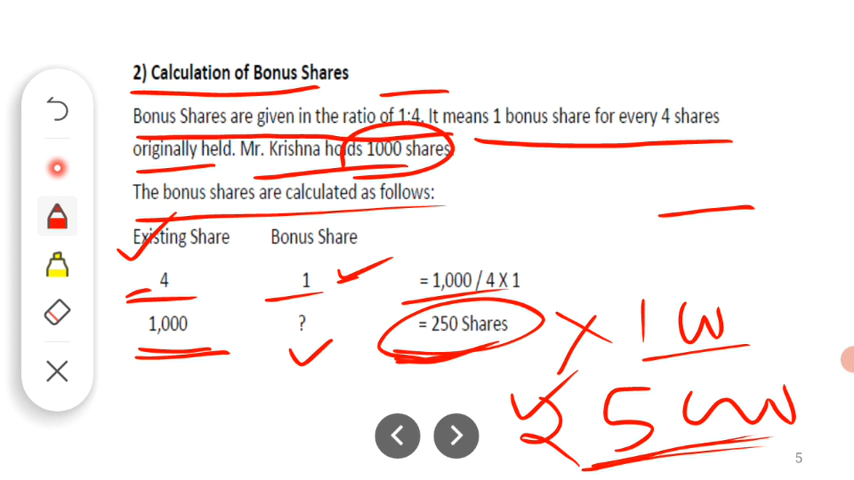 2) Calculation of Bonus Shares
Bonus Shares are given in the ratio of 1:4. It means 1 bonus share for every 4 shares
originally held. Mr. Krishna holds 1000 shares
The bonus shares are calculated as follows:
Existing Share Bonus Share
4 1 = 1,000 / 4 X 1
1,000 ? = 250 Shares
5